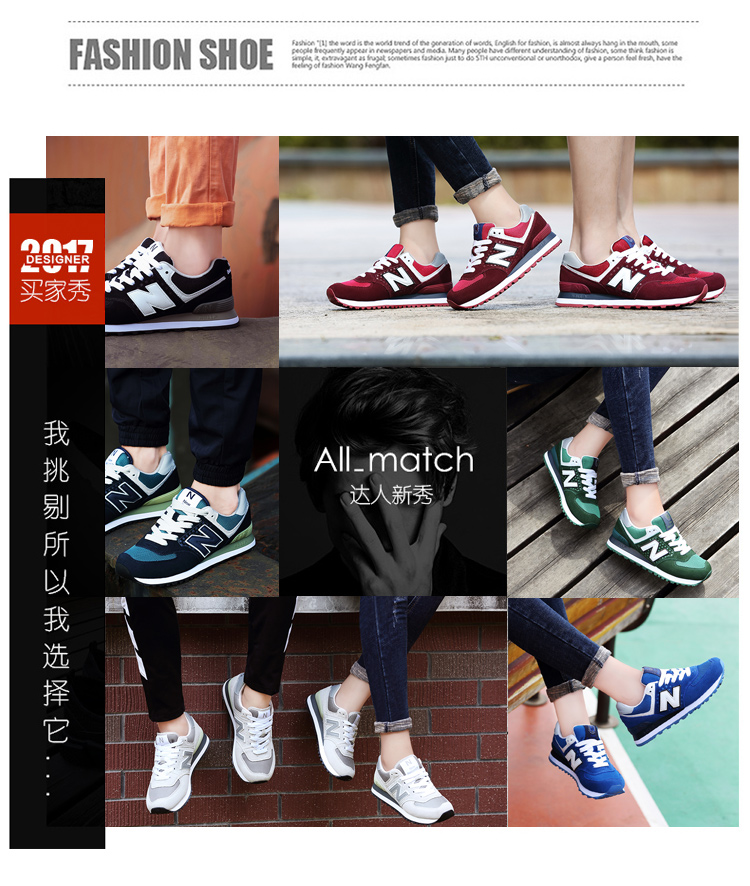 FASHION SHOE
Fashion "[1] the word is the world trend of the generation of words, English for fashion, is almost always hang in the mouth, some
people frequently appear in newspapers and media. Many people have different understanding of fashion, some think fashion is
simple, it, extravagant as frugal; sometimes fashion just to do STH unconventional or unorthodox, give a person feel fresh, have the
feeling of fashion Wang Fengfan.
2017
DESIGNER
买家秀
我挑剔所以我选择它...
All_match
达人新秀